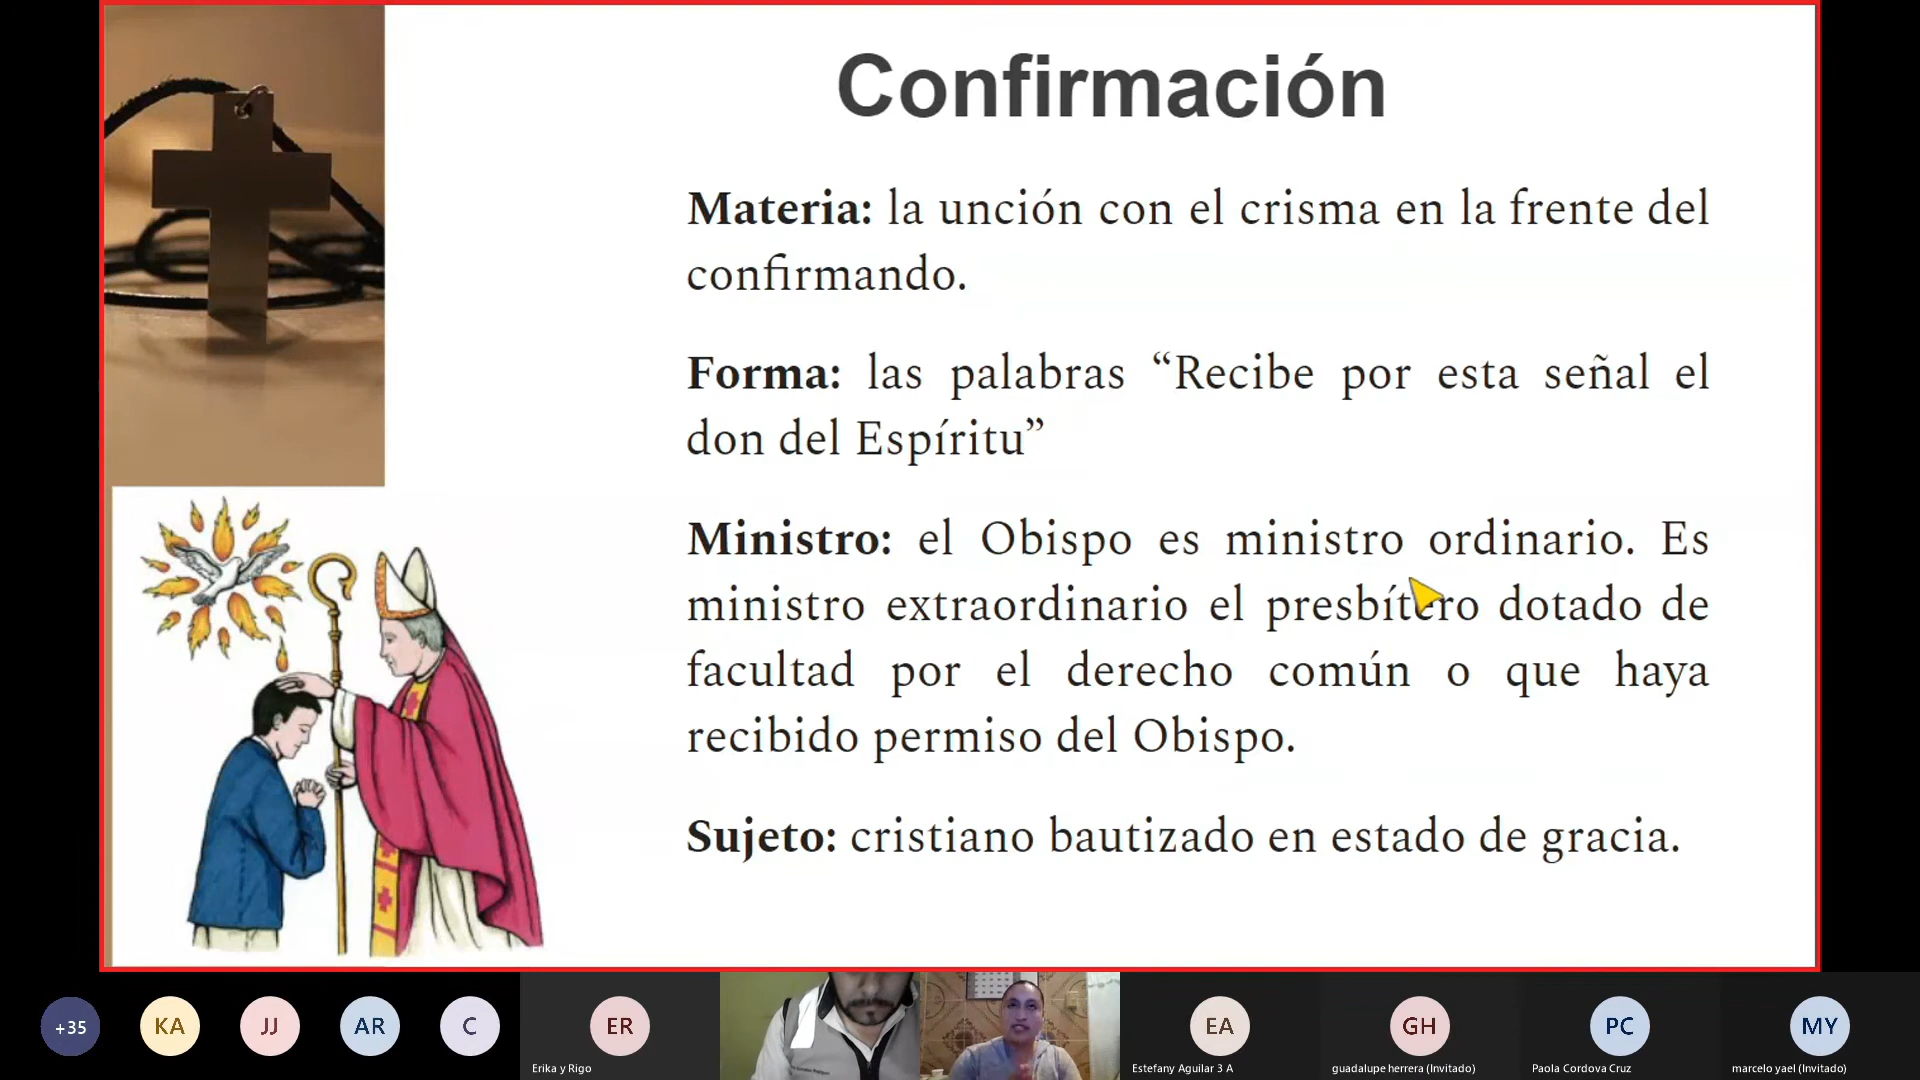 Confirmación
Materia: la unción con el crisma en la frente del
confirmando.
Forma: las palabras “Recibe por esta señal el
don del Espíritu”
Ministro: el Obispo es ministro ordinario. Es
ministro extraordinario el presbítero dotado de
facultad por el derecho común o que haya
recibido permiso del Obispo.
Sujeto: cristiano bautizado en estado de gracia.
+35
KA
JJ
AR
C
ER
Erika y Rigo
EA
Estefany Aguilar 3 A
GH
guadalupe herrera (Invitado)
PC
Paola Cordova Cruz
MY
marcelo yael (Invitado)